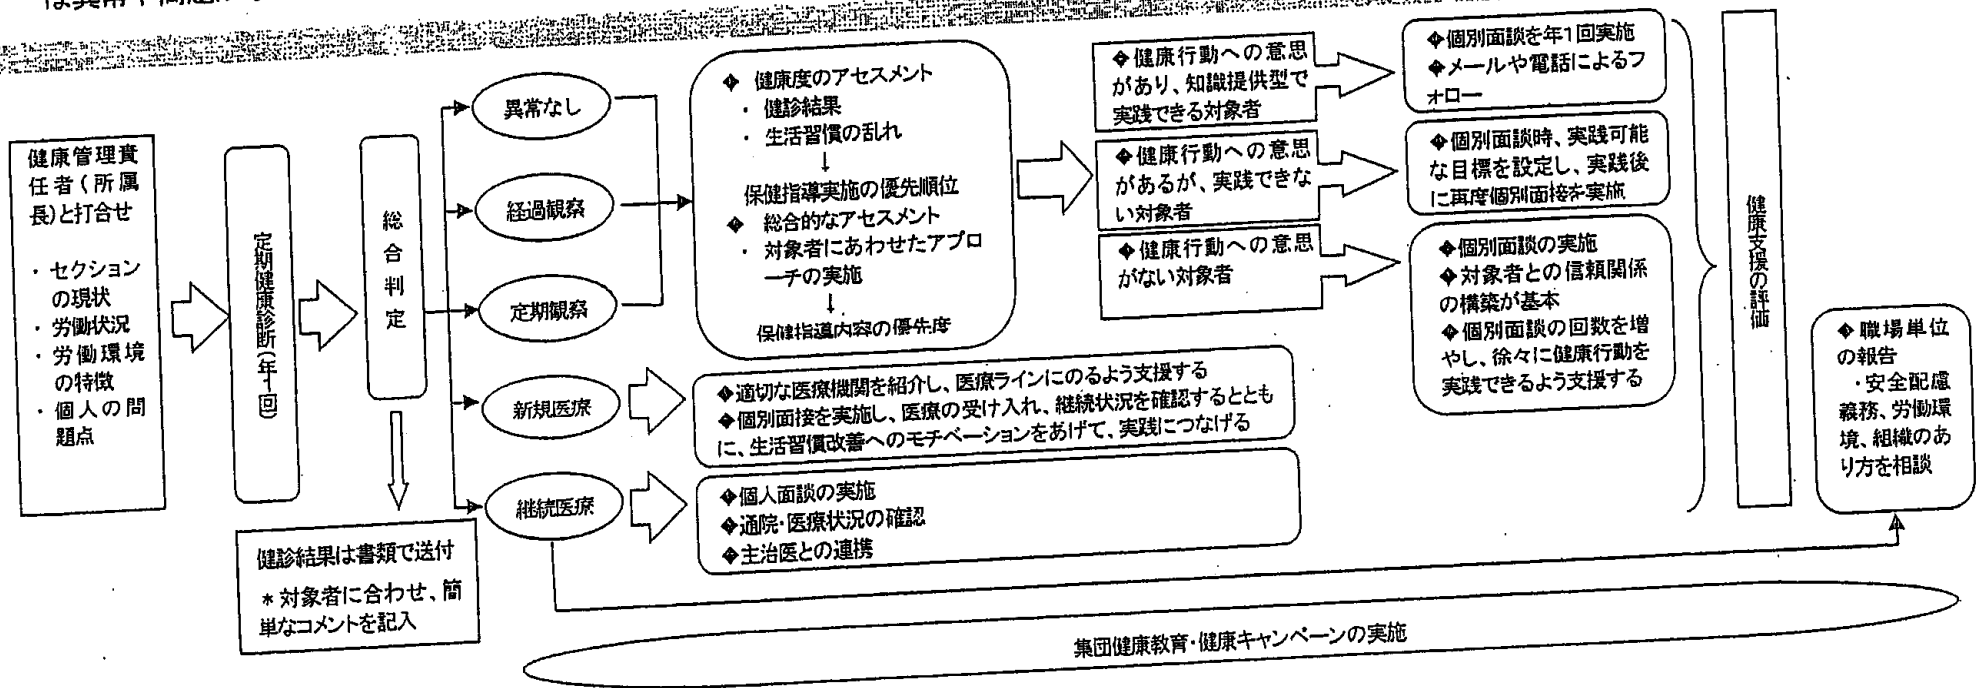 健康管理責
任者(所属
長)と打合せ
・セクション
の現状
・労働状況
・労働環境
の特徴
・個人の問
題点
定期健康診断(年1回)
総合判定
健診結果は書類で送付
*対象者に合わせ、簡
単なコメントを記入
異常なし
経過観察
定期観察
新規医療
継続医療
◆ 健康度のアセスメント
・健診結果
・生活習慣の乱れ
↓
保健指導実施の優先順位
◆ 総合的なアセスメント
・対象者にあわせたアプロ
ーチの実施
↓
保健指導内容の優先度
◆適切な医療機関を紹介し、医療ラインにのるよう支援する
◆個別面接を実施し、医療の受け入れ、継続状況を確認するととも
に、生活習慣改善へのモチベーションをあげて、実践につなげる
◆個人面談の実施
◆通院・医療状況の確認
◆主治医との連携
◆健康行動への意思
があり、知識提供型で
実践できる対象者
◆健康行動への意思
があるが、実践できな
い対象者
◆健康行動への意思
がない対象者
◆個別面談を年1回実施
◆メールや電話によるフ
ォロー
◆個別面談時、実践可能
な目標を設定し、実践後
に再度個別面接を実施
◆個別面談の実施
◆対象者との信頼関係
の構築が基本
◆個別面談の回数を増
やし、徐々に健康行動を
実践できるよう支援する
健康支援の評価
◆職場単位
の報告
・安全配慮
義務、労働環
境、組織のあ
り方を相談
集団健康教育・健康キャンペーンの実施